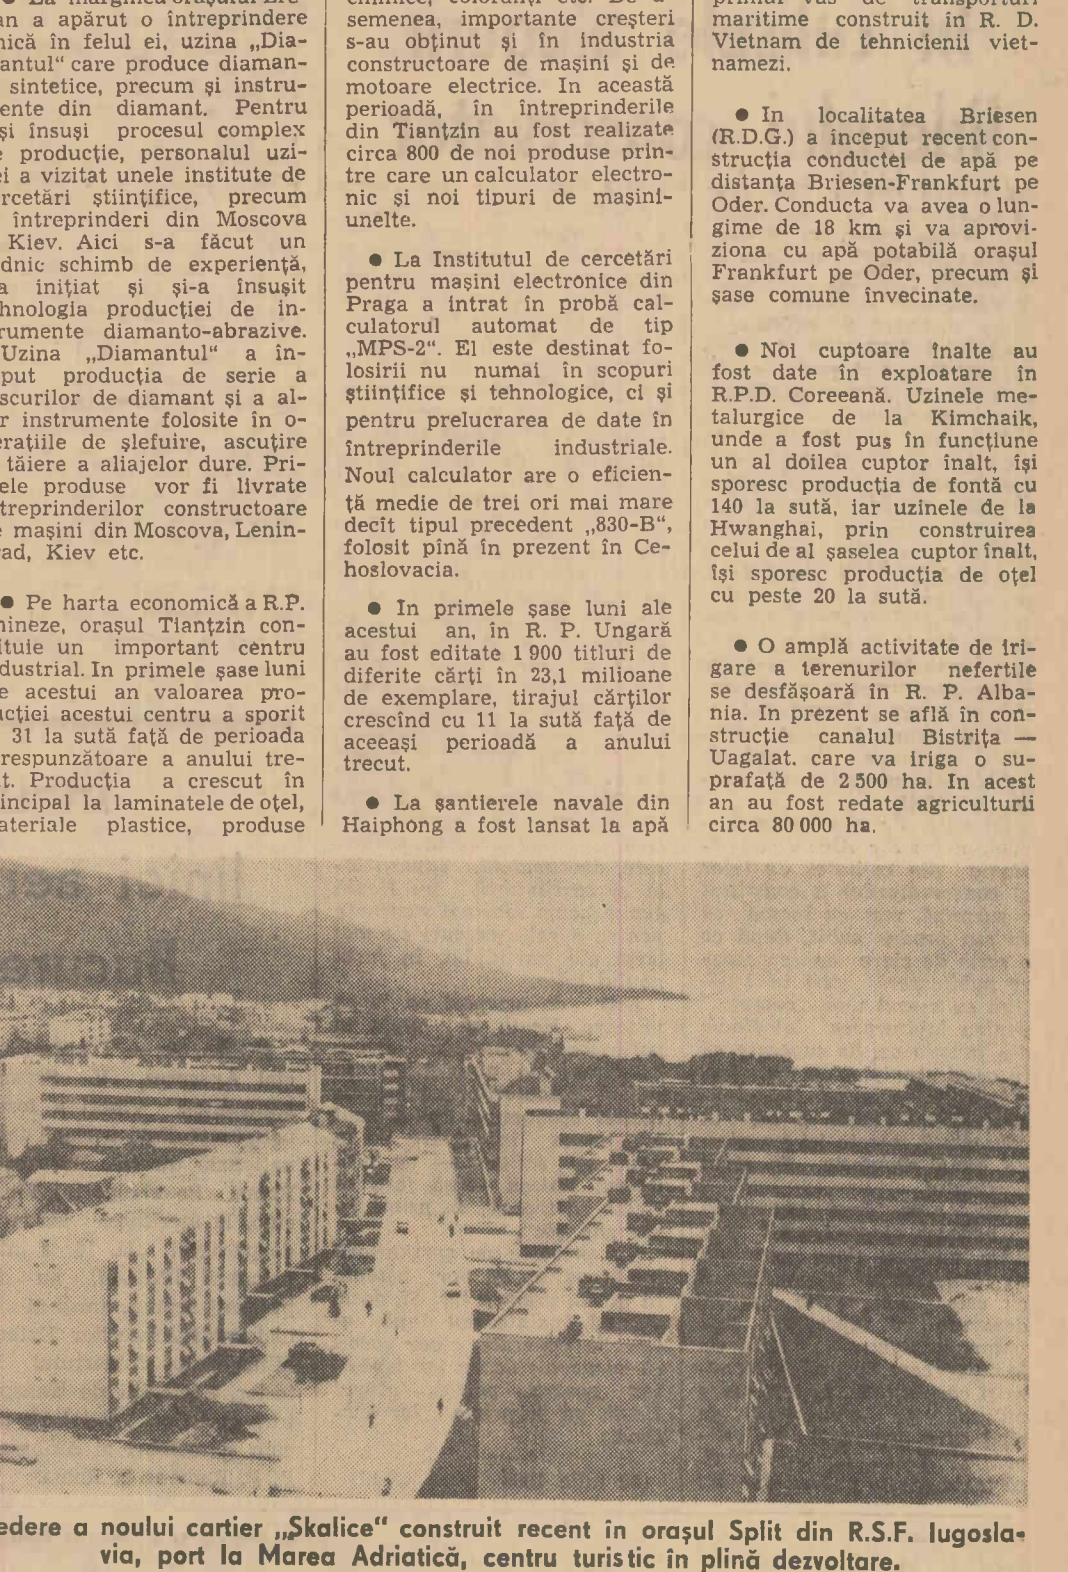 an a apărut o întreprindere
nică în felul ei, uzina „Dia-
antul“ care produce diaman-
sintetice, precum și instru-
ente din diamant. Pentru
și însuși procesul complex
e producție, personalul uzi-
ei a vizitat unele institute de
rcetări științifice, precum
întreprinderi din Moscova
Kiev. Aici s-a făcut un
dnic schimb de experiență,
a inițiat și și-a însușit
hnologia producției de in-
rumente diamanto-abrazive.
Uzina „Diamantul“ a în-
put producția de serie a
scurilor de diamant și a al-
r instrumente folosite în o-
erațiile de șlefuire, ascuțire
tăiere a aliajelor dure. Pri-
ele produse vor fi livrate
treprinderilor constructoare
e mașini din Moscova, Lenin-
rad, Kiev etc.
● Pe harta economică a R.P.
hineze, orașul Tianțzin con-
ituie un important centru
dustrial. In primele șase luni
e acestui an valoarea pro-
ucției acestui centru a sporit
31 la sută față de perioada
respunzătoare a anului tre-
t. Producția a crescut în
incipal la laminatele de oțel,
ateriale plastice, produse
semenea, importante creșteri
s-au obținut și în industria
constructoare de mașini și de
motoare electrice. In această
perioadă, în întreprinderile
din Tianțzin au fost realizate
circa 800 de noi produse prin-
tre care un calculator electro-
nic și noi tipuri de mașini-
unelte.
● La Institutul de cercetări
pentru mașini electronice din
Praga a intrat în probă cal-
culatorul automat de tip
„MPS-2“. El este destinat fo-
losirii nu numai în scopuri
științifice și tehnologice, ci și
pentru prelucrarea de date în
întreprinderile industriale.
Noul calculator are o eficien-
ță medie de trei ori mai mare
decît tipul precedent „830-B“,
folosit pînă în prezent în Ce-
hoslovacia.
● In primele șase luni ale
acestui an, în R. P. Ungară
au fost editate 1 900 titluri de
diferite cărți în 23,1 milioane
de exemplare, tirajul cărților
crescînd cu 11 la sută față de
aceeași perioadă a anului
trecut.
● La șantierele navale din
Haiphong a fost lansat la apă
primul vas de transporturi
maritime construit în R. D.
Vietnam de tehnicienii viet-
namezi.
● In localitatea Briesen
(R.D.G.) a început recent con-
strucția conductei de apă pe
distanța Briesen-Frankfurt pe
Oder. Conducta va avea o lun-
gime de 18 km și va aprovi-
ziona cu apă potabilă orașul
Frankfurt pe Oder, precum și
șase comune învecinate.
● Noi cuptoare înalte au
fost date în exploatare în
R.P.D. Coreeană. Uzinele me-
talurgice de la Kimchaik,
unde a fost pus în funcțiune
un al doilea cuptor înalt, își
sporesc producția de fontă cu
140 la sută, iar uzinele de la
Hwanghai, prin construirea
celui de al șaselea cuptor înalt,
își sporesc producția de oțel
cu peste 20 la sută.
● O amplă activitate de iri-
gare a terenurilor nefertile
se desfășoară în R. P. Alba-
nia. In prezent se află în con-
strucție canalul Bistrița —
Uagalat. care va iriga o su-
prafață de 2 500 ha. In acest
an au fost redate agriculturii
circa 80 000 ha.
edere a noului cartier „Skalice“ construit recent în orașul Split din R.S.F. Iugosla-
via, port la Marea Adriatică, centru turistic în plină dezvoltare.